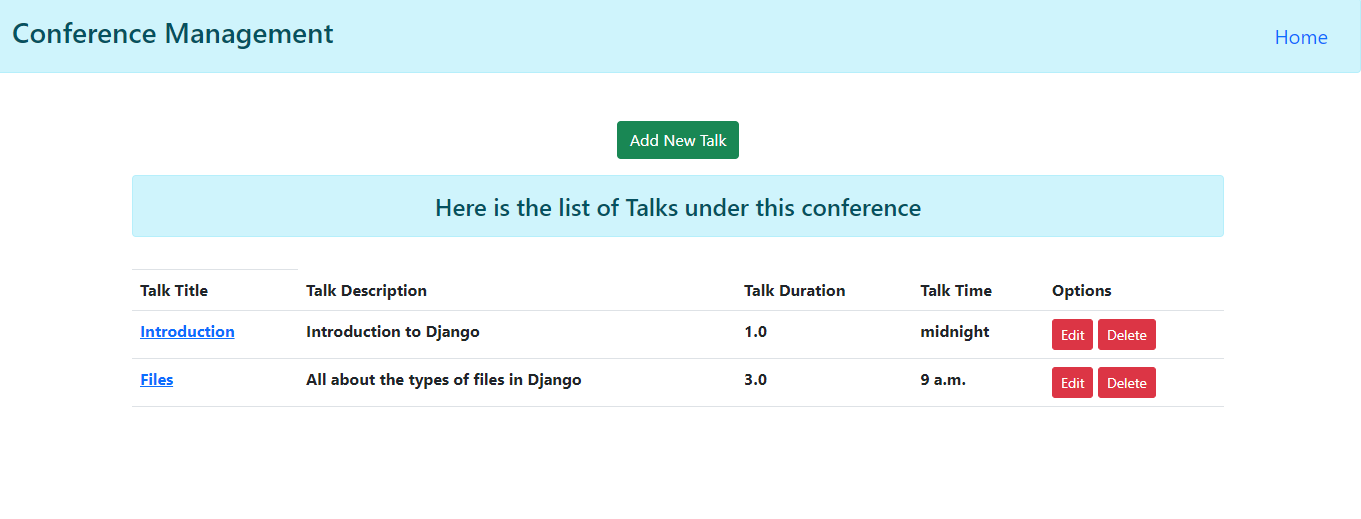 Conference Management
Home
Add New Talk
Here is the list of Talks under this conference
Talk Title Talk Description Talk Duration Talk Time Options
Introduction Introduction to Django 1.0 midnight Edit Delete
Files All about the types of files in Django 3.0 9 a.m. Edit Delete